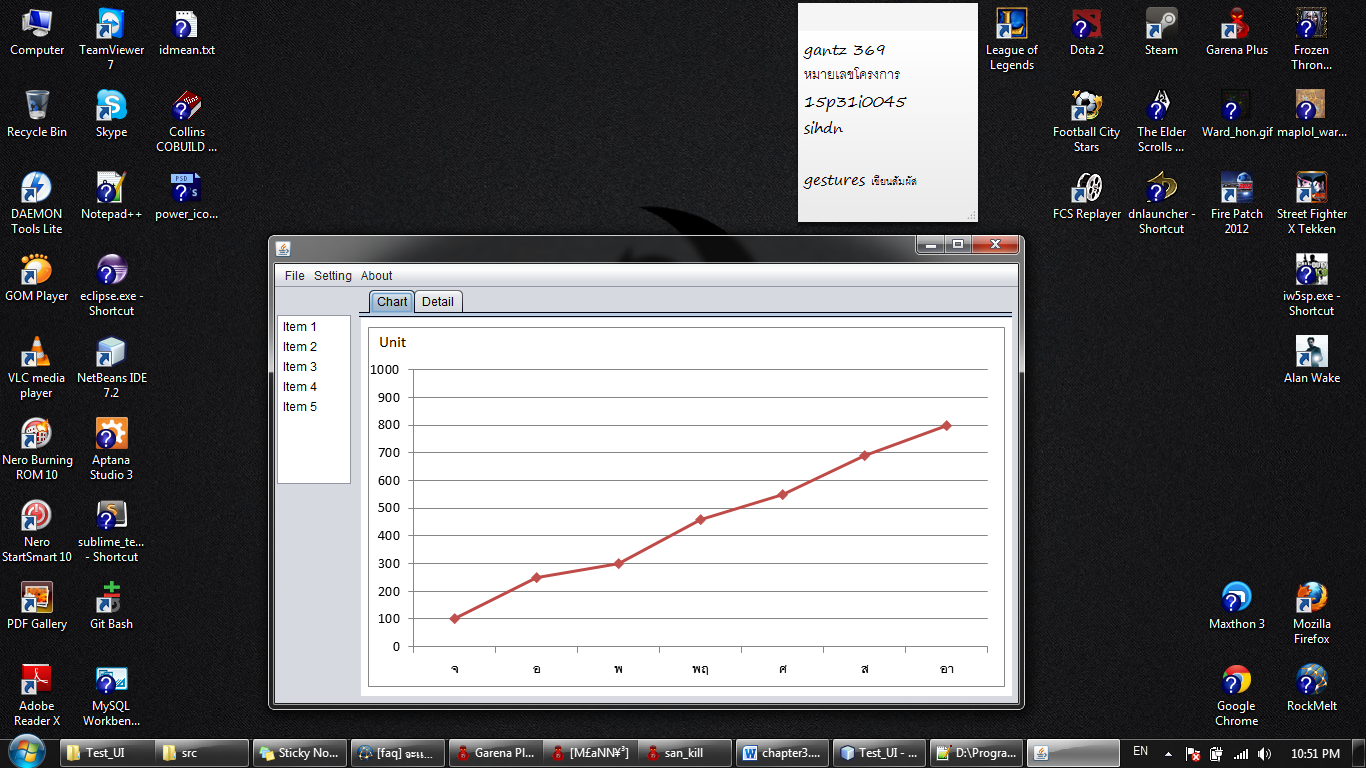 Computer
TeamViewer
7
idmean.txt
Recycle Bin
Skype
Collins
COBUILD ...
DAEMON
Tools Lite
Notepad++
power_ico...
GOM Player
eclipse.exe -
Shortcut
VLC media
player
NetBeans IDE
7.2
Nero Burning
ROM 10
Aptana
Studio 3
Nero
StartSmart 10
sublime_te...
- Shortcut
PDF Gallery
Git Bash
Adobe
Reader X
MySQL
Workben...
gantz 369
หมายเลขโครงการ
15p31i0045
sihdn
gestures เขียนสัมผัส
League of
Legends
Dota 2
Steam
Garena Plus
Frozen
Thron...
Football City
Stars
The Elder
Scrolls ...
Ward_hon.gif
maplol_war...
FCS Replayer
dnlauncher -
Shortcut
Fire Patch
2012
Street Fighter
X Tekken
iw5sp.exe -
Shortcut
Alan Wake
Maxthon 3
Mozilla
Firefox
Google
Chrome
RockMelt
File Setting About
Chart Detail
Item 1
Item 2
Item 3
Item 4
Item 5
Unit
1000
900
800
700
600
500
400
300
200
100
0
จ อ พ พฤ ศ ส อา
Test_UI
src
Sticky No...
[faq] จะแ...
Garena Pl...
[M£aNN¥³]
san_kill
chapter3....
Test_UI - ...
D:\Progra...
EN
10:51 PM